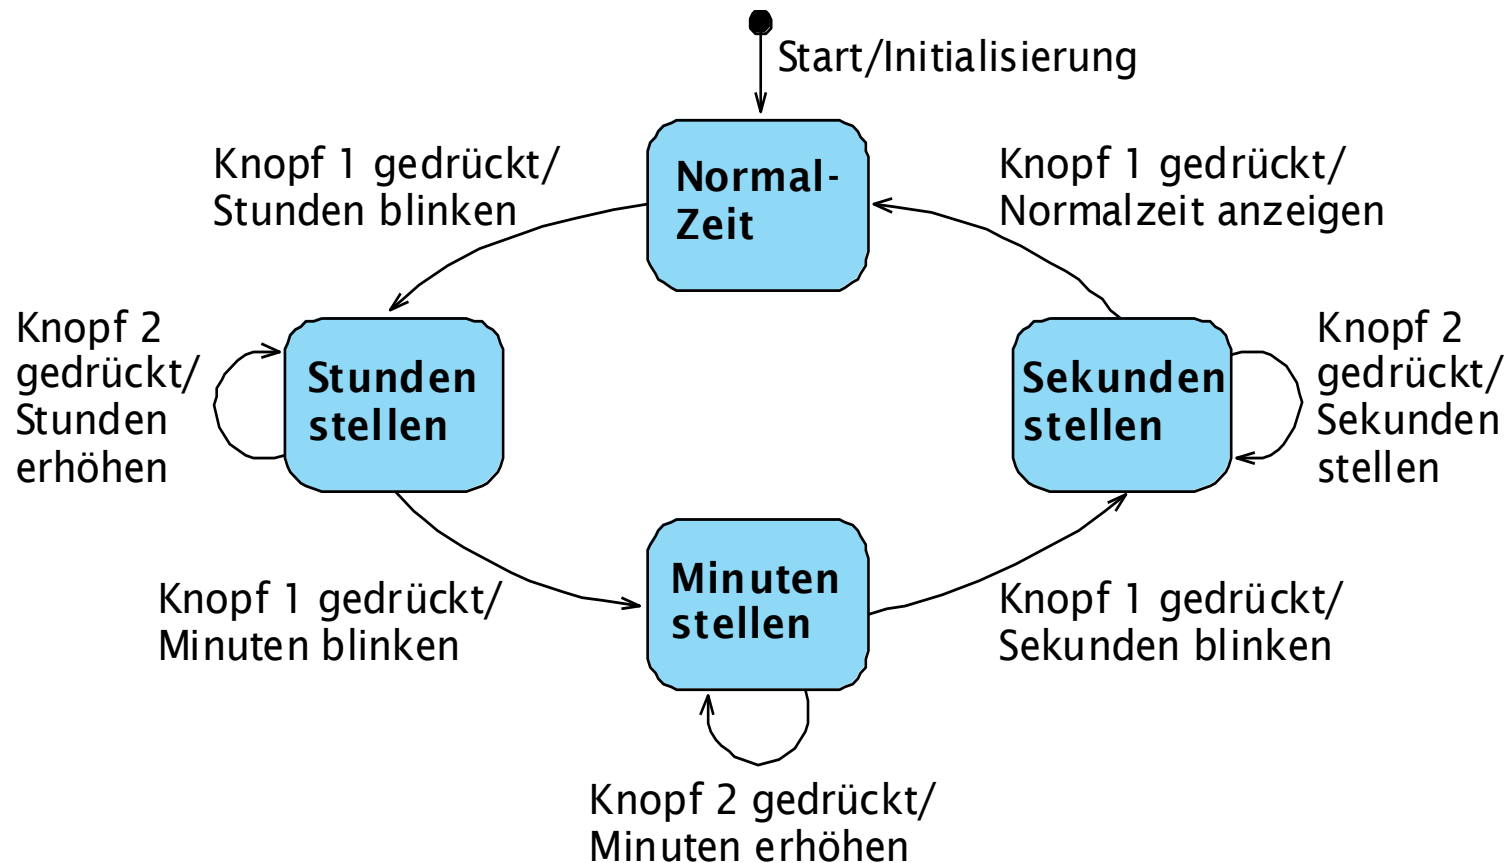 Start/Initialisierung
Knopf 1 gedrückt/
Stunden blinken
Normal-
Zeit
Knopf 1 gedrückt/
Normalzeit anzeigen
Knopf 2
gedrückt/
Stunden
erhöhen
Stunden
stellen
Sekunden
stellen
Knopf 2
gedrückt/
Sekunden
stellen
Knopf 1 gedrückt/
Minuten blinken
Minuten
stellen
Knopf 1 gedrückt/
Sekunden blinken
Knopf 2 gedrückt/
Minuten erhöhen